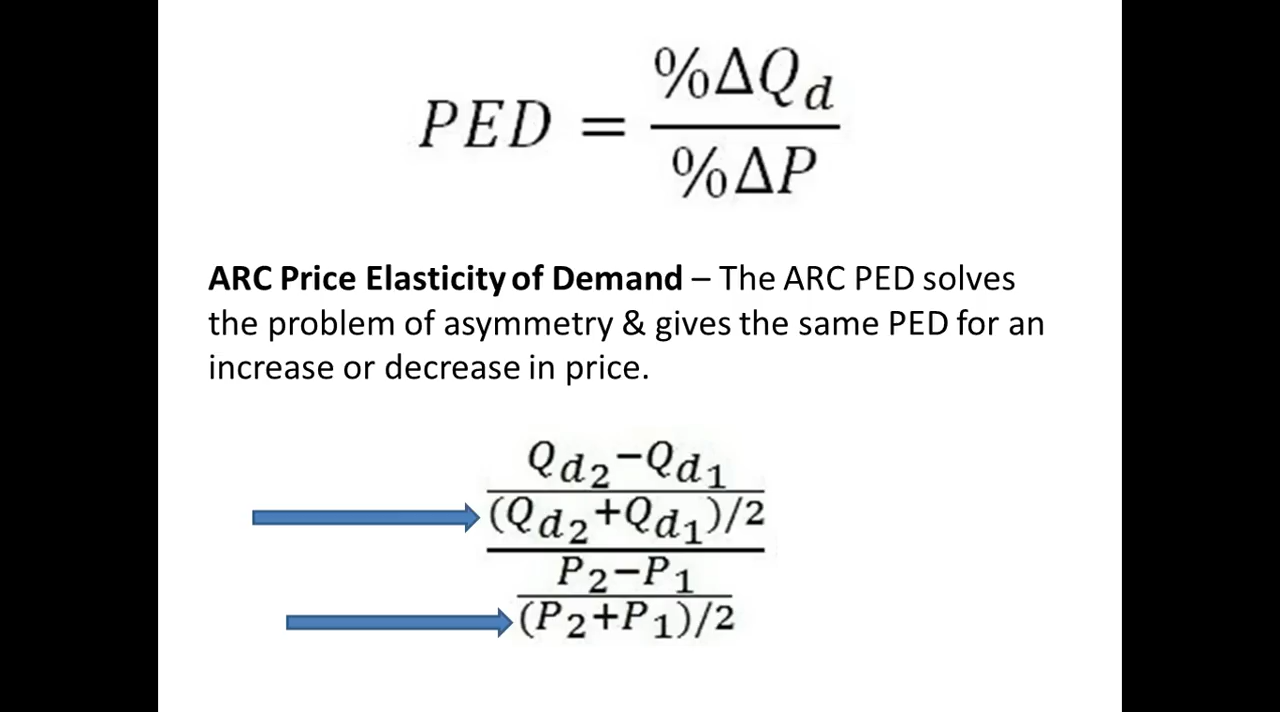 PED = %ΔQd / %ΔP
ARC Price Elasticity of Demand – The ARC PED solves
the problem of asymmetry & gives the same PED for an
increase or decrease in price.
Qd2−Qd1
(Qd2+Qd1)/2
P2−P1
(P2+P1)/2